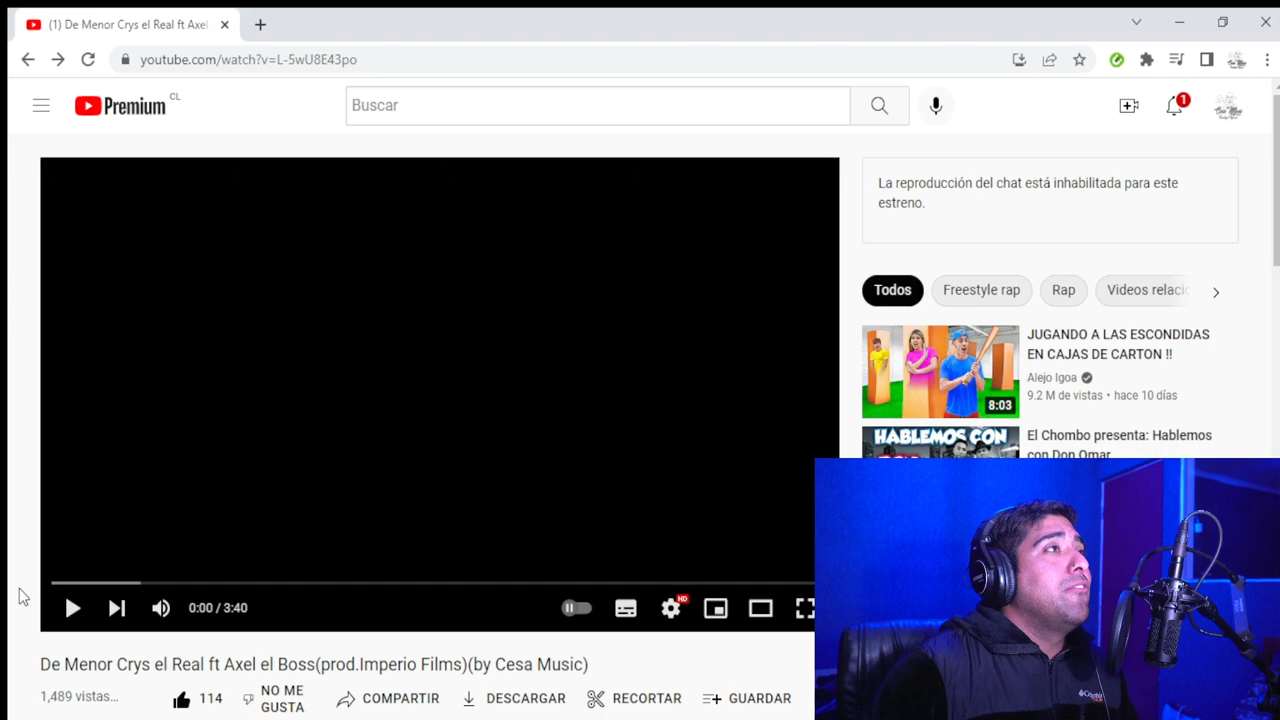 (1) De Menor Crys el Real ft Axel
youtube.com/watch?v=L-5wU8E43po
Premium CL
Buscar
1
La reproducción del chat está inhabilitada para este
estreno.
Todos
Freestyle rap
Rap
Videos relacio
JUGANDO A LAS ESCONDIDAS
EN CAJAS DE CARTON !!
Alejo Igoa
9.2 M de vistas • hace 10 días
8:03
HABLEMOS CON
El Chombo presenta: Hablemos
con Don Omar
0:00 / 3:40
HD
De Menor Crys el Real ft Axel el Boss(prod.Imperio Films)(by Cesa Music)
1,489 vistas...
114
NO ME
GUSTA
COMPARTIR
DESCARGAR
RECORTAR
GUARDAR
Columbia